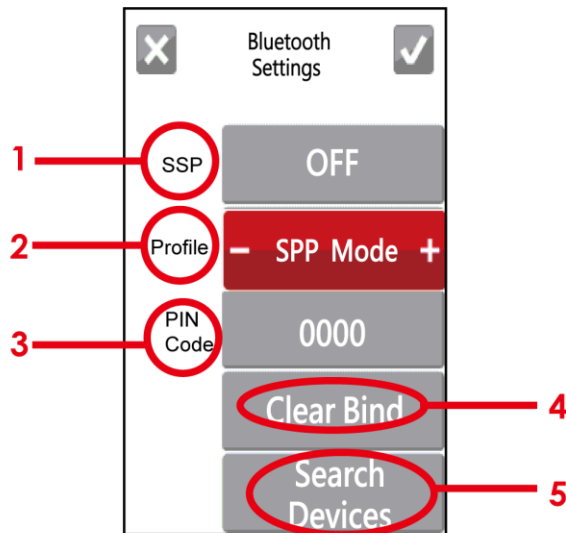 Bluetooth
Settings
1
SSP
OFF
2
Profile
- SPP Mode +
3
PIN
Code
0000
Clear Bind
4
Search
Devices
5